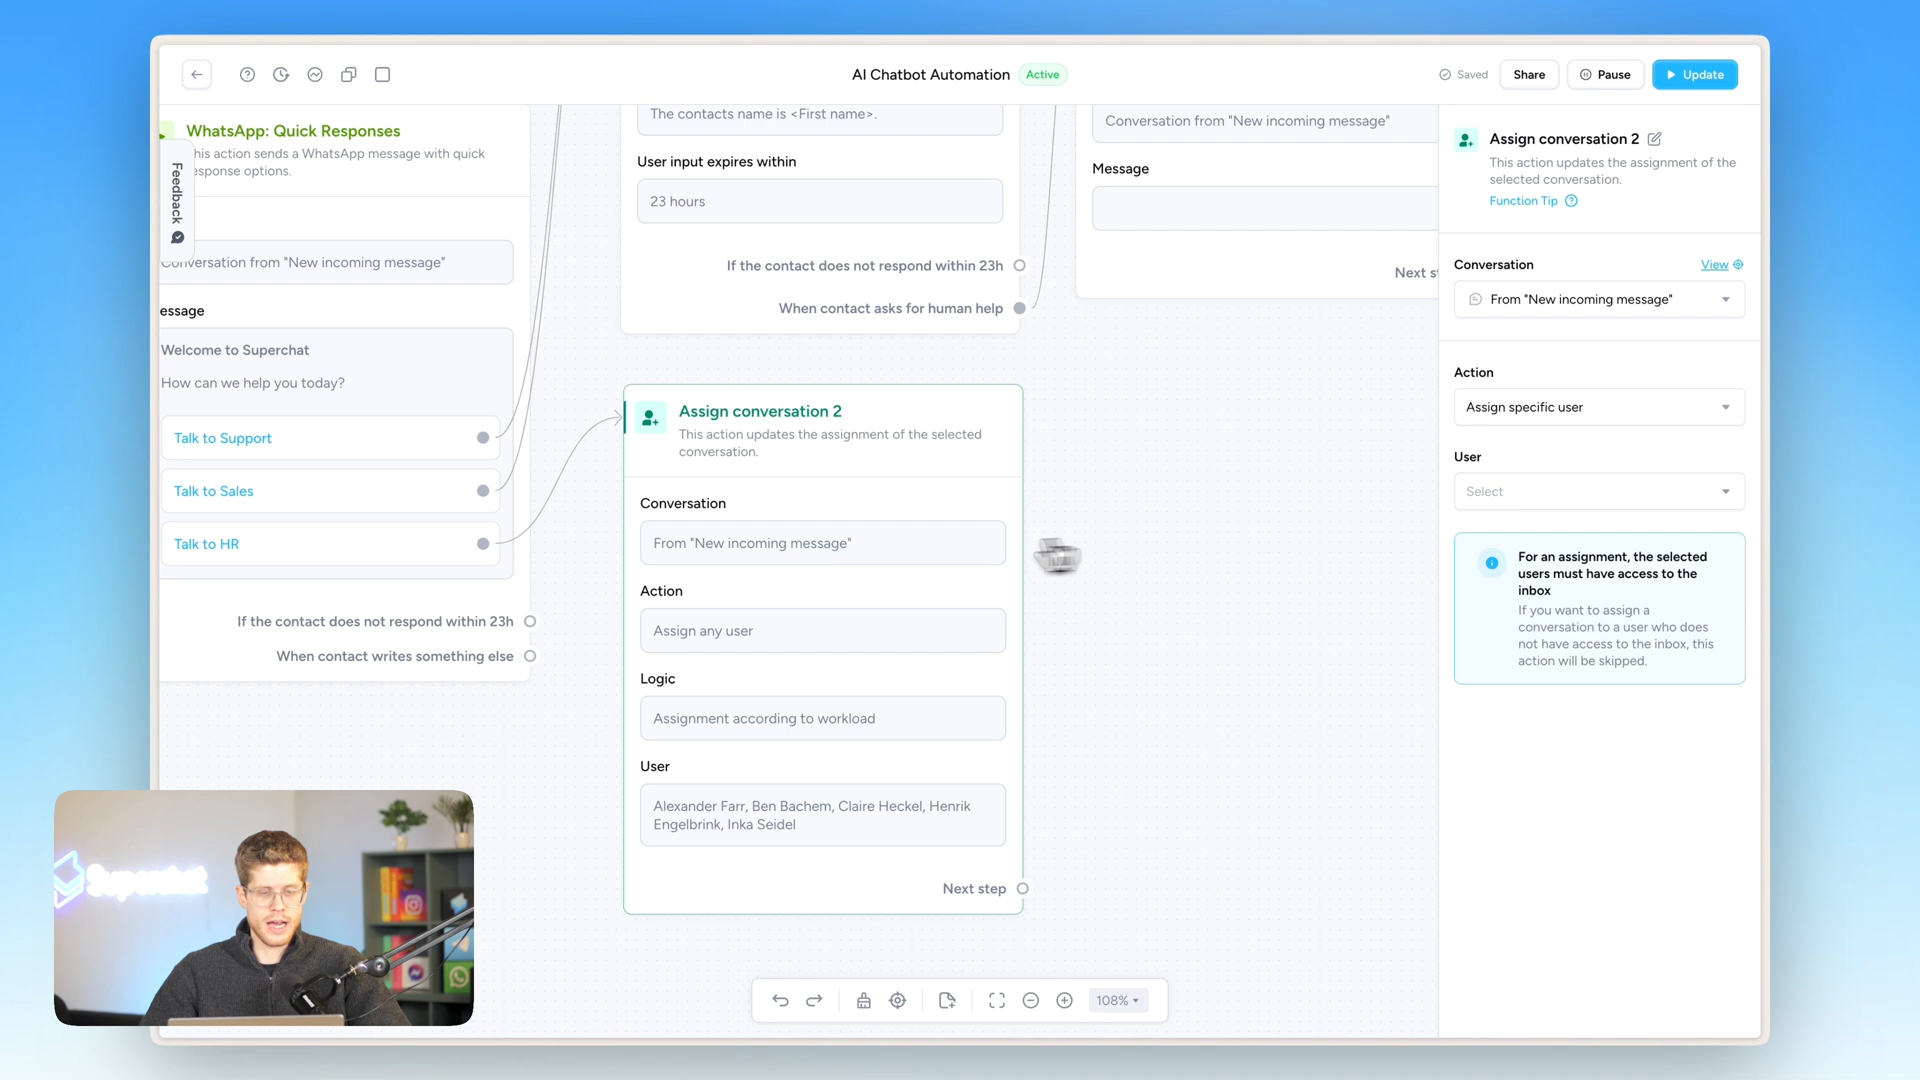 AI Chatbot Automation
Active
Saved
Share
Pause
Update
WhatsApp: Quick Responses
This action sends a WhatsApp message with quick
esponse options.
Feedback
Conversation from "New incoming message"
essage
Welcome to Superchat
How can we help you today?
Talk to Support
Talk to Sales
Talk to HR
If the contact does not respond within 23h
When contact writes something else
The contacts name is <First name>.
User input expires within
23 hours
If the contact does not respond within 23h
When contact asks for human help
Conversation from "New incoming message"
Message
Next st
Assign conversation 2
This action updates the assignment of the selected
conversation.
Conversation
From "New incoming message"
Action
Assign any user
Logic
Assignment according to workload
User
Alexander Farr, Ben Bachem, Claire Heckel, Henrik
Engelbrink, Inka Seidel
Next step
Assign conversation 2
This action updates the assignment of the
selected conversation.
Function Tip
Conversation
View
From "New incoming message"
Action
Assign specific user
User
Select
For an assignment, the selected
users must have access to the
inbox
If you want to assign a
conversation to a user who does
not have access to the inbox, this
action will be skipped.
Superchat
108%